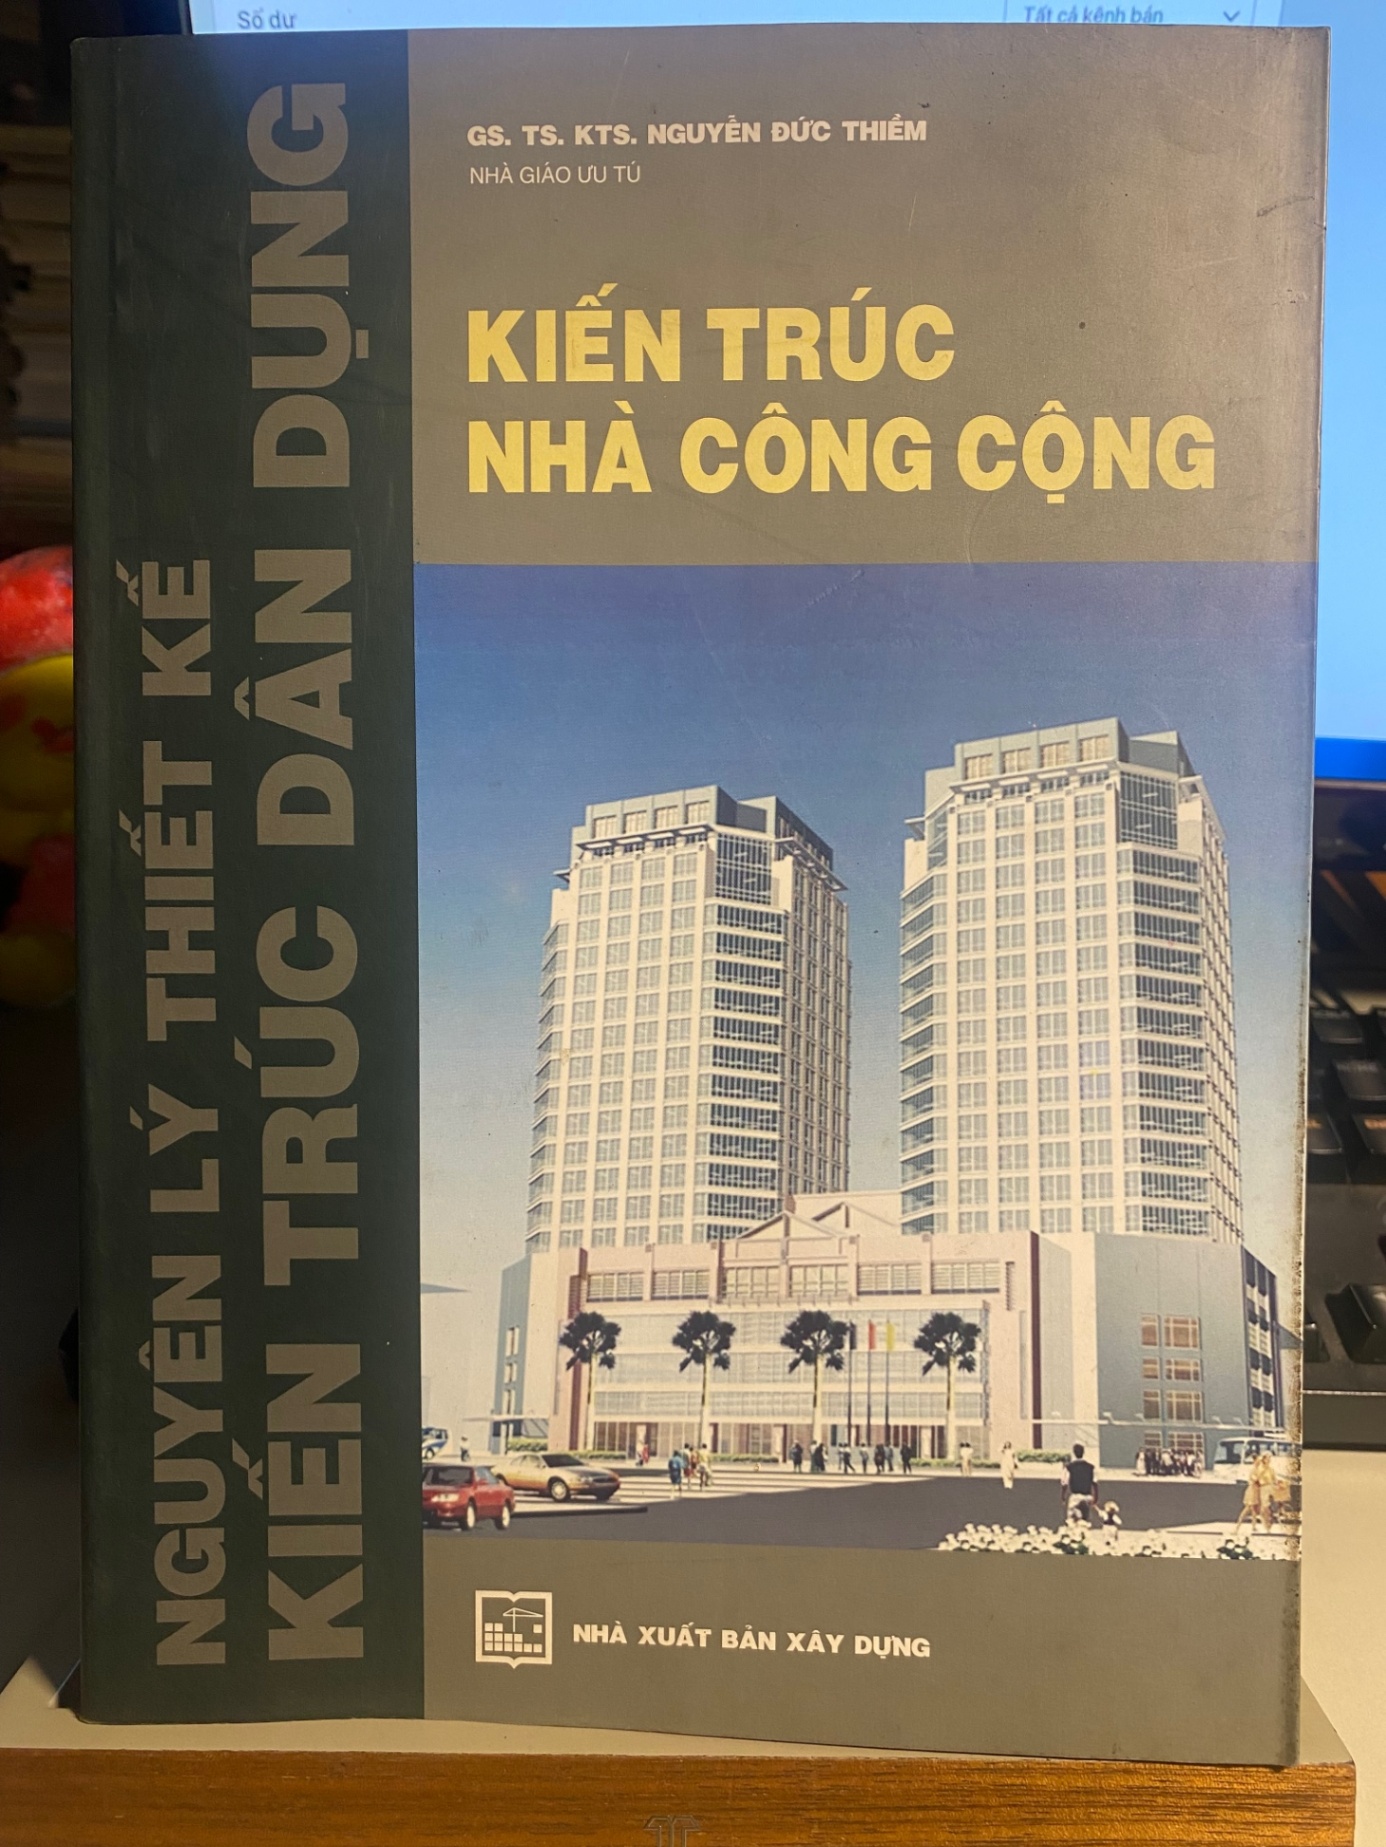 Số dư
Tất cả kênh bán
GS. TS. KTS. NGUYỄN ĐỨC THIỀM
NHÀ GIÁO ƯU TÚ
KIẾN TRÚC
NHÀ CÔNG CỘNG
NGUYÊN LÝ THIẾT KẾ
KIẾN TRÚC DÂN DỤNG
NHÀ XUẤT BẢN XÂY DỰNG